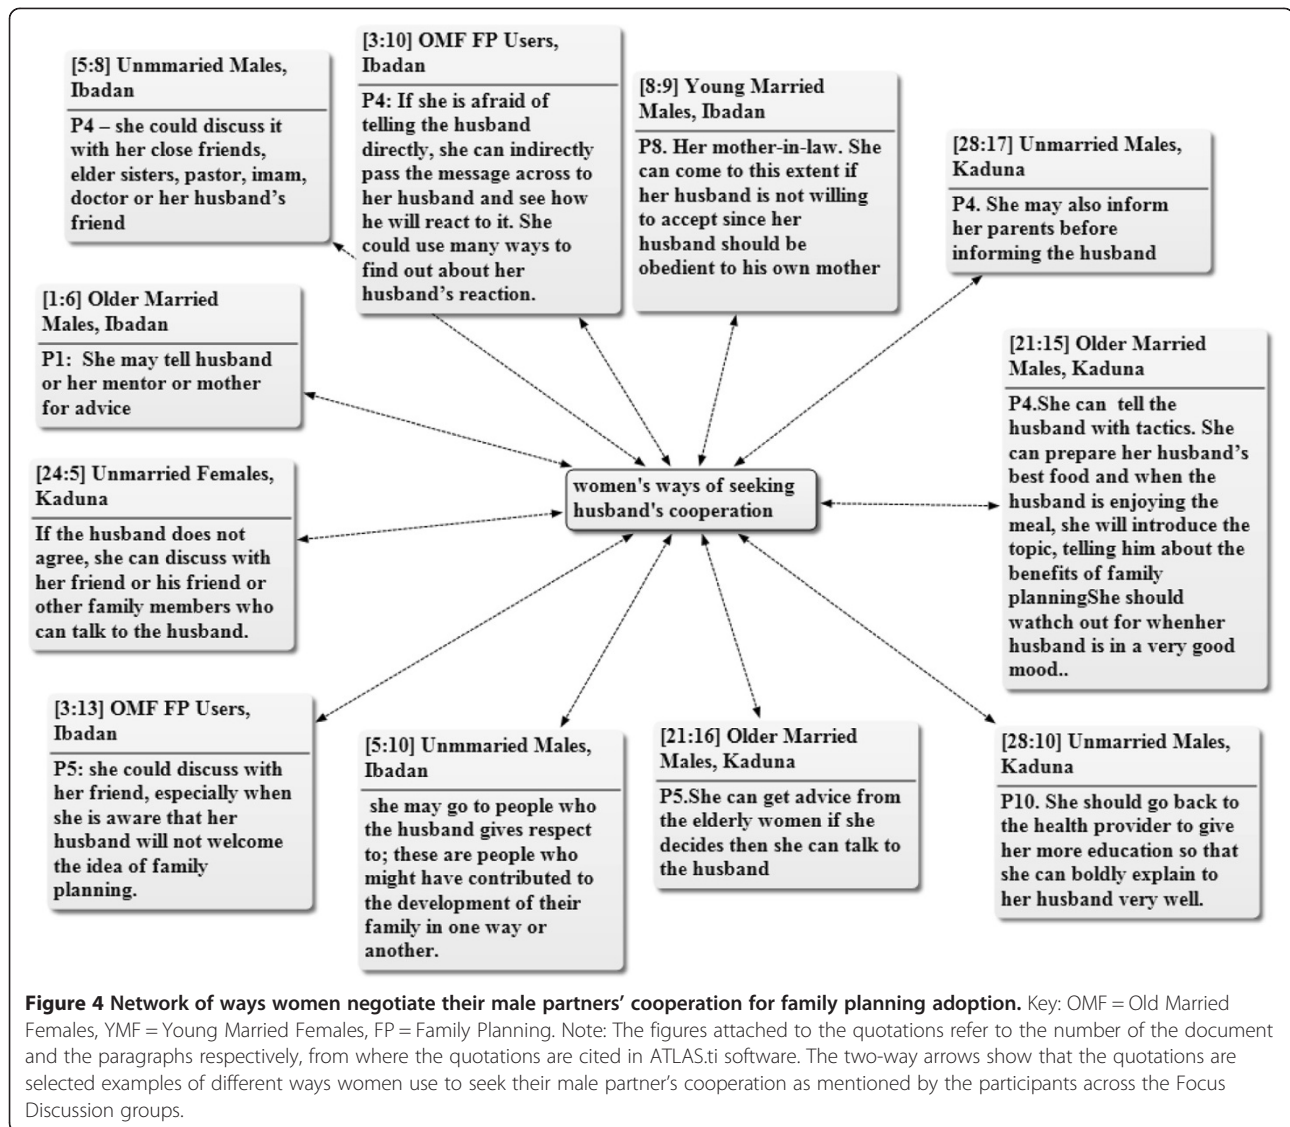 [5:8] Unmmaried Males,
Ibadan
P4 – she could discuss it
with her close friends,
elder sisters, pastor, imam,
doctor or her husband's
friend
[3:10] OMF FP Users,
Ibadan
P4: If she is afraid of
telling the husband
directly, she can indirectly
pass the message across to
her husband and see how
he will react to it. She
could use many ways to
find out about her
husband's reaction.
[8:9] Young Married
Males, Ibadan
P8. Her mother-in-law. She
can come to this extent if
her husband is not willing
to accept since her
husband should be
obedient to his own mother
[28:17] Unmarried Males,
Kaduna
P4. She may also inform
her parents before
informing the husband
[1:6] Older Married
Males, Ibadan
P1:  She may tell husband
or her mentor or mother
for advice
[21:15] Older Married
Males, Kaduna
P4.She can  tell the
husband with tactics. She
can prepare her husband's
best food and when the
husband is enjoying the
meal, she will introduce the
topic, telling him about the
benefits of family
planningShe should
wathch out for whenher
husband is in a very good
mood..
[24:5] Unmarried Females,
Kaduna
If the husband does not
agree, she can discuss with
her friend or his friend or
other family members who
can talk to the husband.
women's ways of seeking
husband's cooperation
[3:13] OMF FP Users,
Ibadan
P5: she could discuss with
her friend, especially when
she is aware that her
husband will not welcome
the idea of family
planning.
[5:10] Unmmaried Males,
Ibadan
she may go to people who
the husband gives respect
to; these are people who
might have contributed to
the development of their
family in one way or
another.
[21:16] Older Married
Males, Kaduna
P5.She can get advice from
the elderly women if she
decides then she can talk to
the husband
[28:10] Unmarried Males,
Kaduna
P10. She should go back to
the health provider to give
her more education so that
she can boldly explain to
her husband very well.
Figure 4 Network of ways women negotiate their male partners' cooperation for family planning adoption. Key: OMF = Old Married
Females, YMF = Young Married Females, FP = Family Planning. Note: The figures attached to the quotations refer to the number of the document
and the paragraphs respectively, from where the quotations are cited in ATLAS.ti software. The two-way arrows show that the quotations are
selected examples of different ways women use to seek their male partner's cooperation as mentioned by the participants across the Focus
Discussion groups.